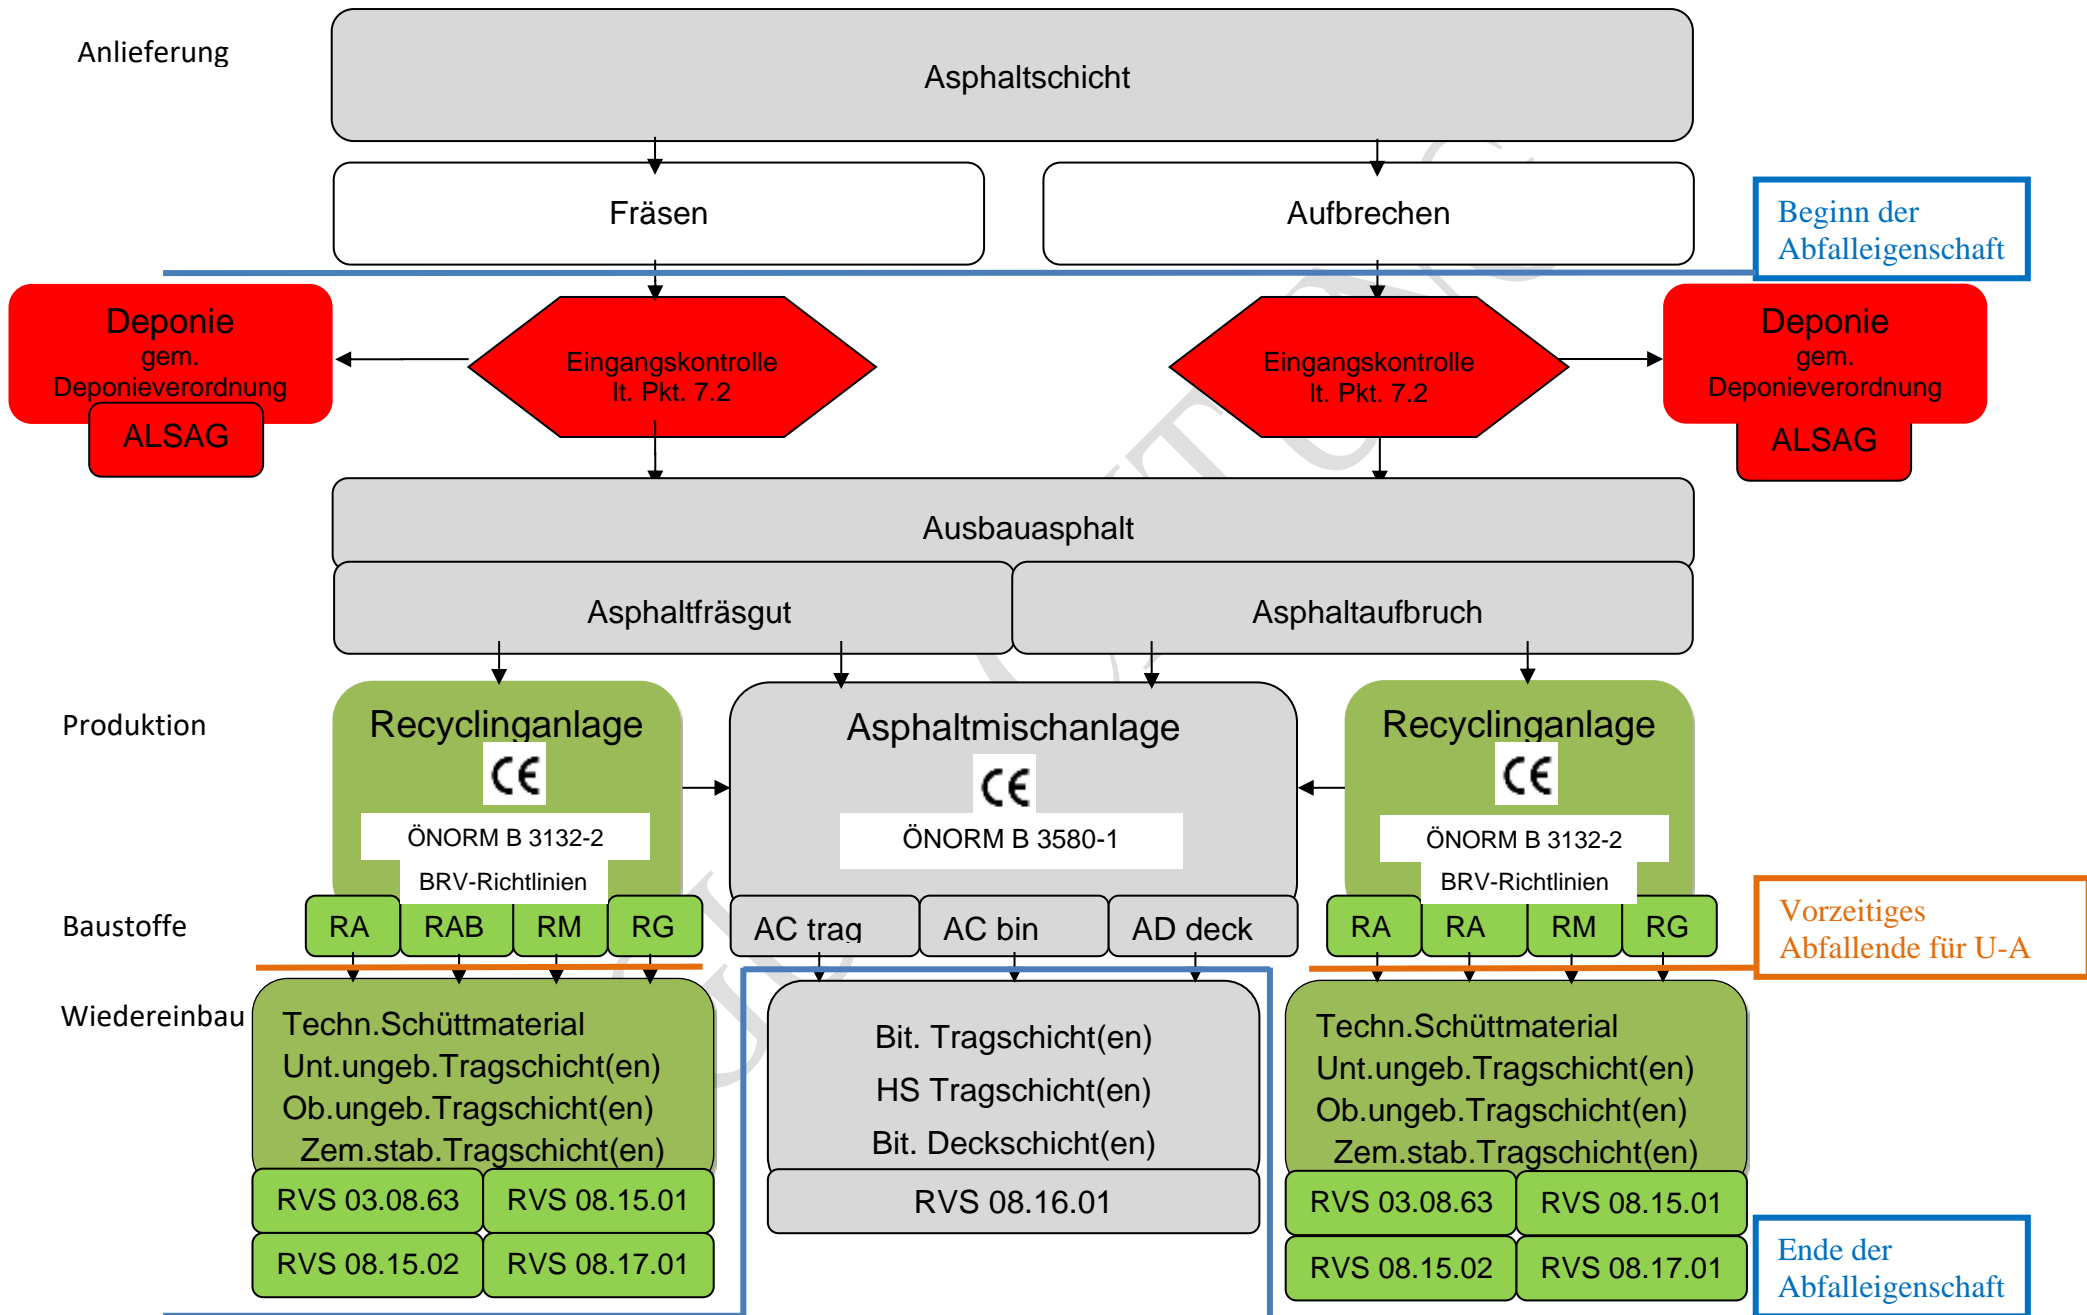 Anlieferung
Asphaltschicht
Fräsen
Aufbrechen
Beginn der
Abfalleigenschaft
Deponie
gem.
Deponieverordnung
ALSAG
Eingangskontrolle
lt. Pkt. 7.2
Eingangskontrolle
lt. Pkt. 7.2
Deponie
gem.
Deponieverordnung
ALSAG
Ausbauasphalt
Asphaltfräsgut
Asphaltaufbruch
Produktion
Recyclinganlage
CE
ÖNORM B 3132-2
BRV-Richtlinien
Asphaltmischanlage
CE
ÖNORM B 3580-1
Recyclinganlage
CE
ÖNORM B 3132-2
BRV-Richtlinien
Baustoffe
RA
RAB
RM
RG
AC trag
AC bin
AD deck
RA
RA
RM
RG
Vorzeitiges
Abfallende für U-A
Wiedereinbau
Techn.Schüttmaterial
Unt.ungeb.Tragschicht(en)
Ob.ungeb.Tragschicht(en)
Zem.stab.Tragschicht(en)
RVS 03.08.63
RVS 08.15.01
RVS 08.15.02
RVS 08.17.01
Bit. Tragschicht(en)
HS Tragschicht(en)
Bit. Deckschicht(en)
RVS 08.16.01
Techn.Schüttmaterial
Unt.ungeb.Tragschicht(en)
Ob.ungeb.Tragschicht(en)
Zem.stab.Tragschicht(en)
RVS 03.08.63
RVS 08.15.01
RVS 08.15.02
RVS 08.17.01
Ende der
Abfalleigenschaft